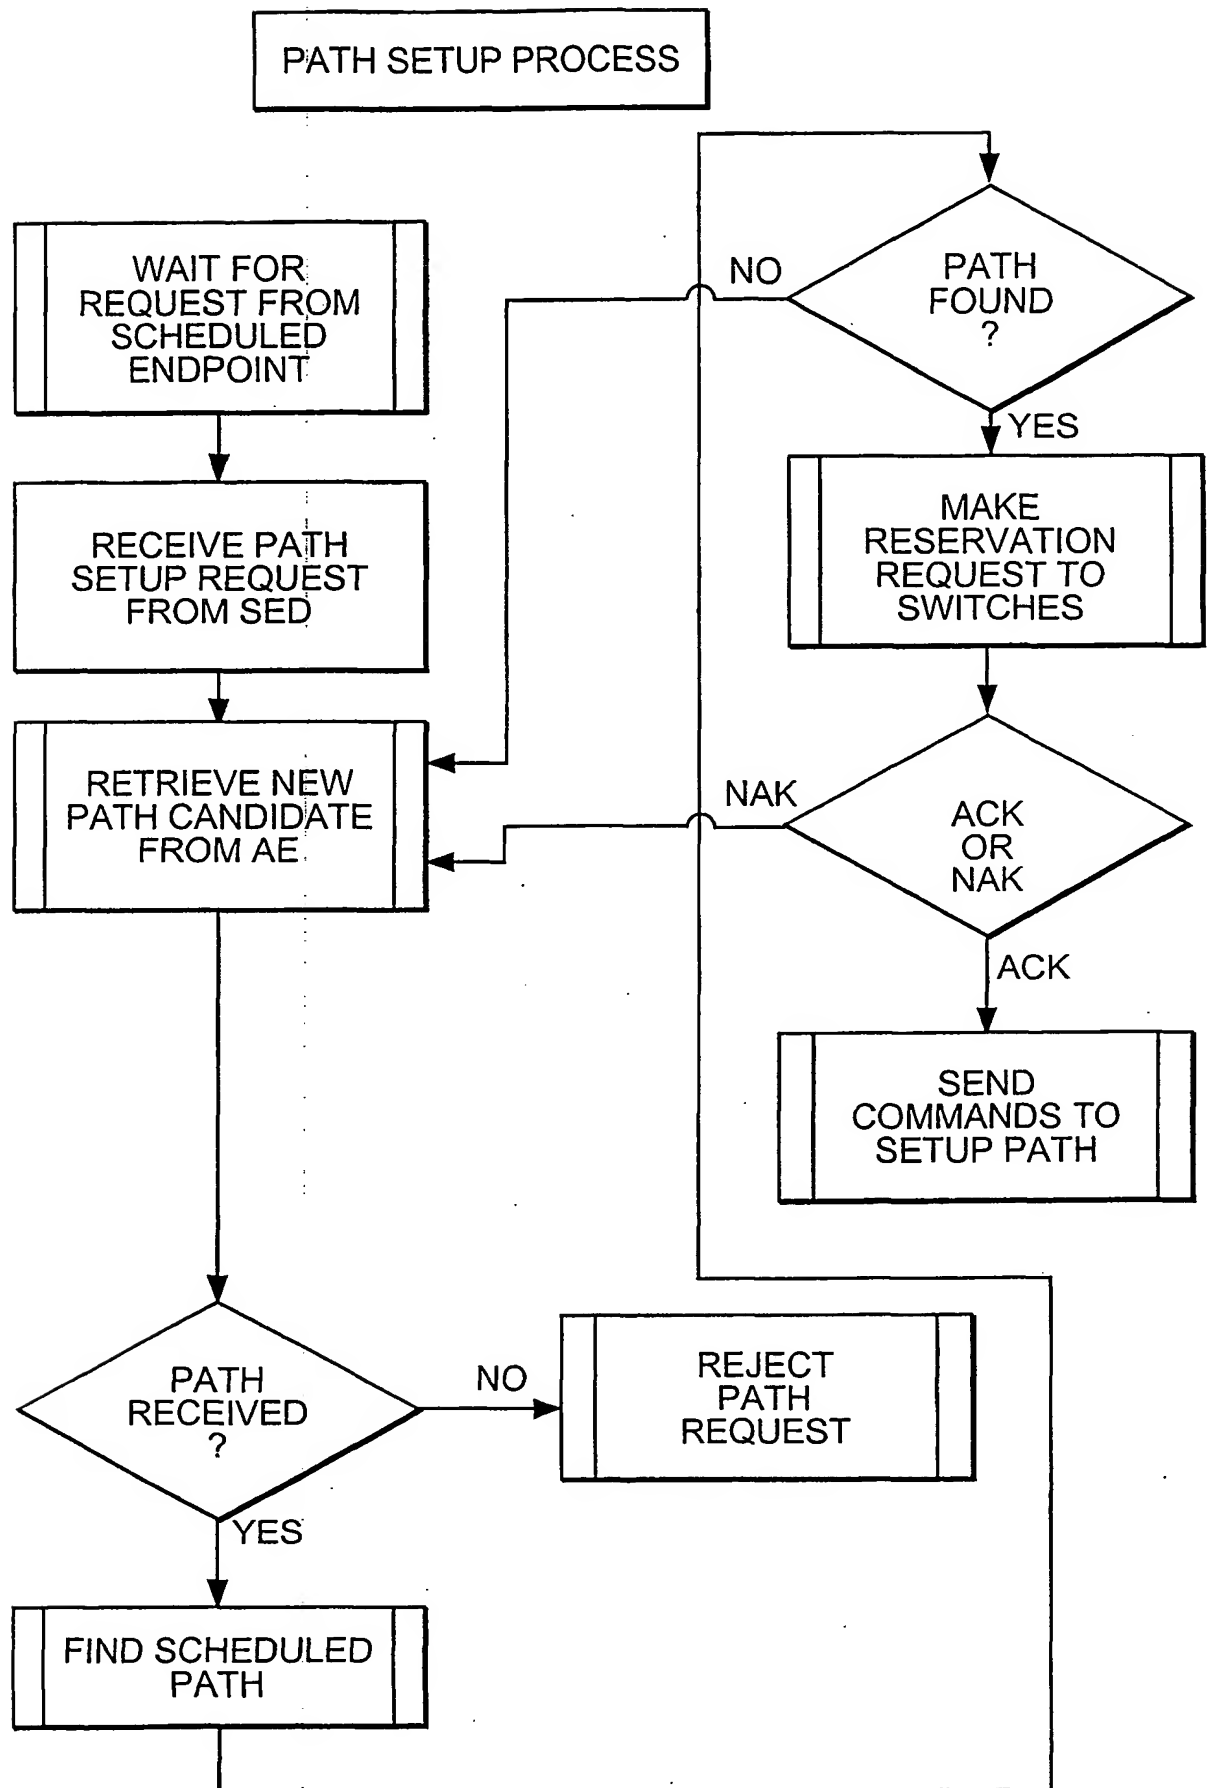 PATH SETUP PROCESS
WAIT FOR
REQUEST FROM
SCHEDULED
ENDPOINT
RECEIVE PATH
SETUP REQUEST
FROM SED
RETRIEVE NEW
PATH CANDIDATE
FROM AE
PATH
RECEIVED
?
NO
REJECT
PATH
REQUEST
YES
FIND SCHEDULED
PATH
PATH
FOUND
?
NO
YES
MAKE
RESERVATION
REQUEST TO
SWITCHES
ACK
OR
NAK
NAK
ACK
SEND
COMMANDS TO
SETUP PATH